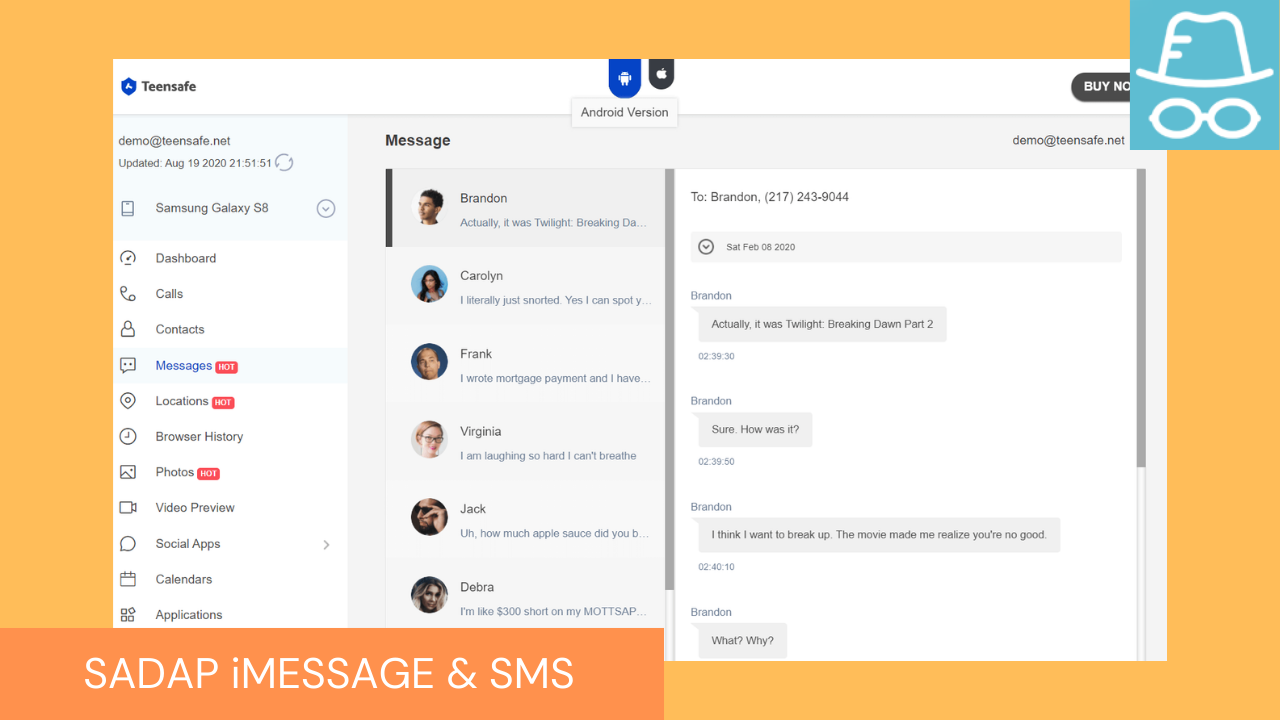 Teensafe
Android Version
BUY NO
demo@teensafe.net
Updated: Aug 19 2020 21:51:51
Samsung Galaxy S8
Dashboard
Calls
Contacts
Messages HOT
Locations HOT
Browser History
Photos HOT
Video Preview
Social Apps
Calendars
Applications
Message
demo@teensafe.net
Brandon
Actually, it was Twilight: Breaking Da...
Carolyn
I literally just snorted. Yes I can spot y...
Frank
I wrote mortgage payment and I have...
Virginia
I am laughing so hard I can't breathe
Jack
Uh, how much apple sauce did you b...
Debra
I'm like $300 short on my MOTTSAP...
To: Brandon, (217) 243-9044
Sat Feb 08 2020
Brandon
Actually, it was Twilight: Breaking Dawn Part 2
02:39:30
Brandon
Sure. How was it?
02:39:50
Brandon
I think I want to break up. The movie made me realize you're no good.
02:40:10
Brandon
What? Why?
SADAP iMESSAGE & SMS